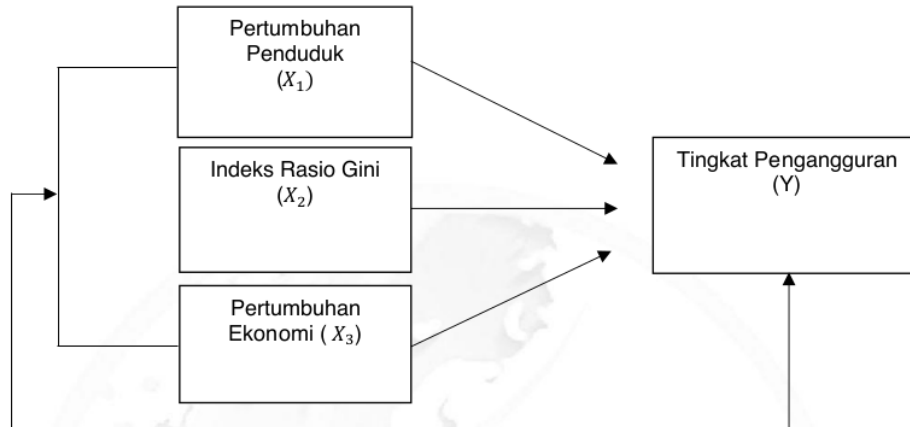 Pertumbuhan
Penduduk
(X₁)
Indeks Rasio Gini
(X₂)
Pertumbuhan
Ekonomi ( X₃)
Tingkat Pengangguran
(Y)